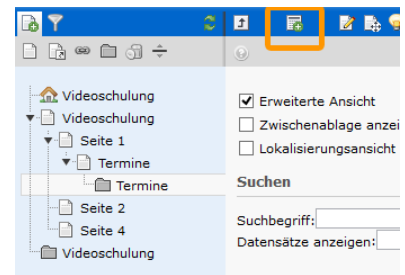 Videoschulung
Videoschulung
Seite 1
Termine
Termine
Seite 2
Seite 4
Videoschulung
Erweiterte Ansicht
Zwischenablage anzei
Lokalisierungsansicht
Suchen
Suchbegriff:
Datensätze anzeigen: